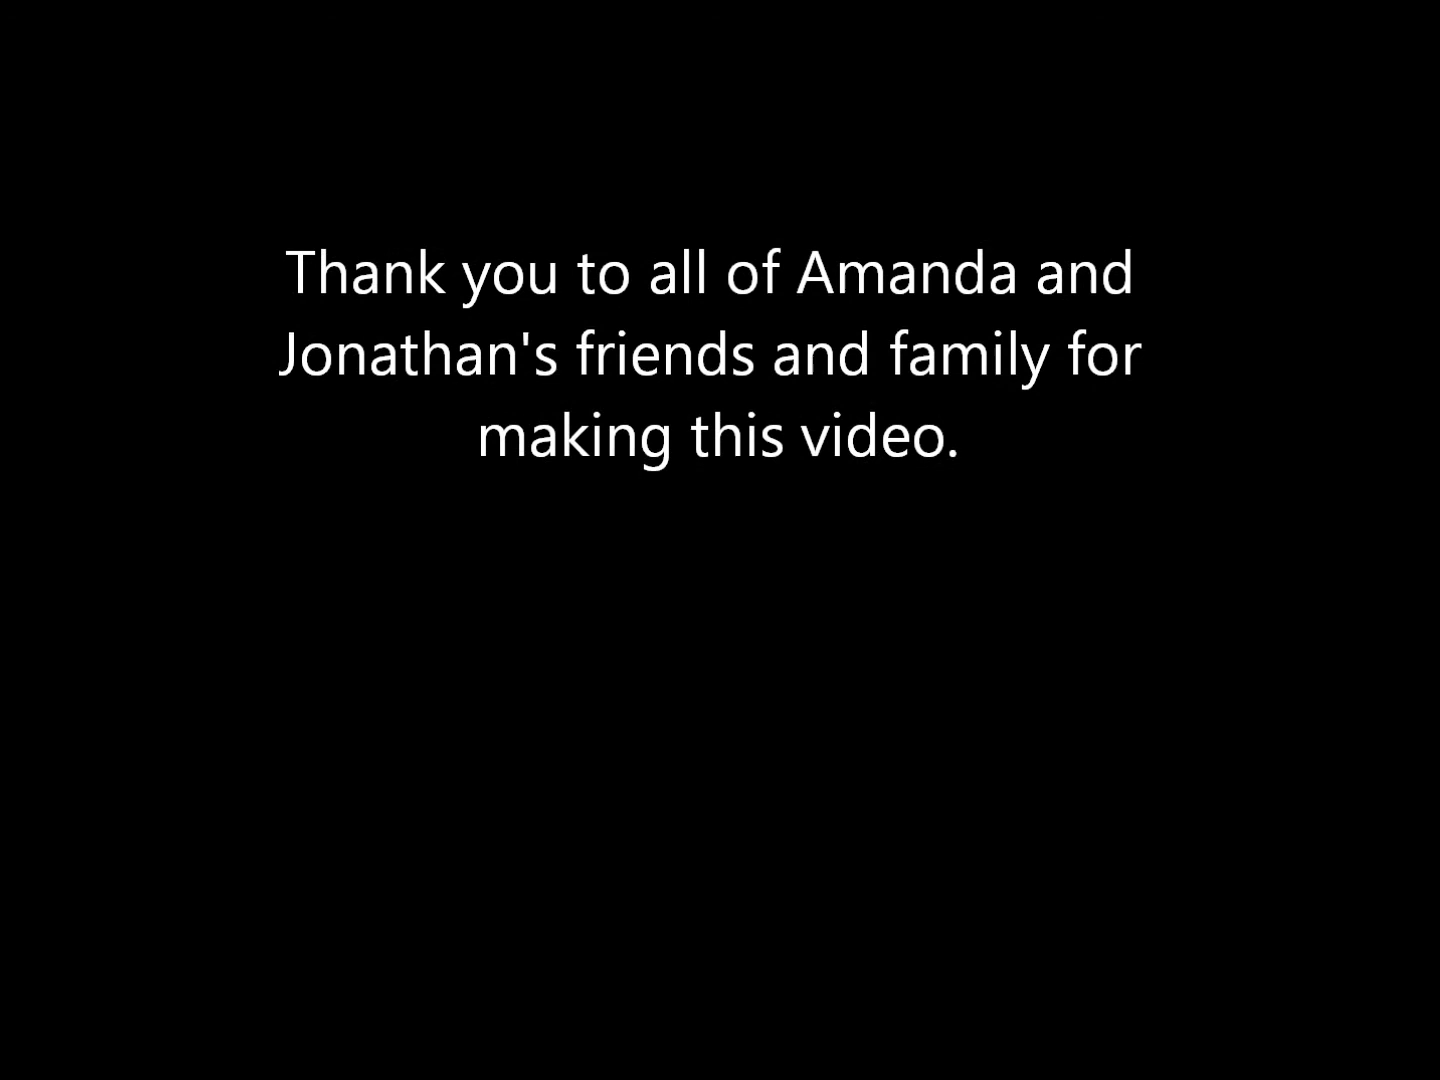 Thank you to all of Amanda and
Jonathan's friends and family for
making this video.